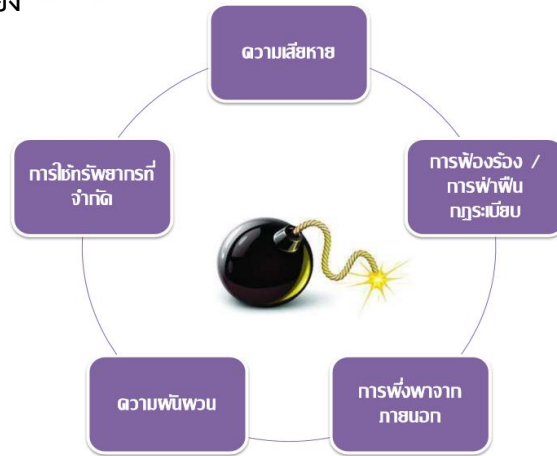 ความเสียหาย
การฟ้องร้อง /
การฝ่าฝืน
กฎระเบียบ
การพึ่งพาจาก
ภายนอก
ความผันผวน
การใช้ทรัพยากรที่
จำกัด